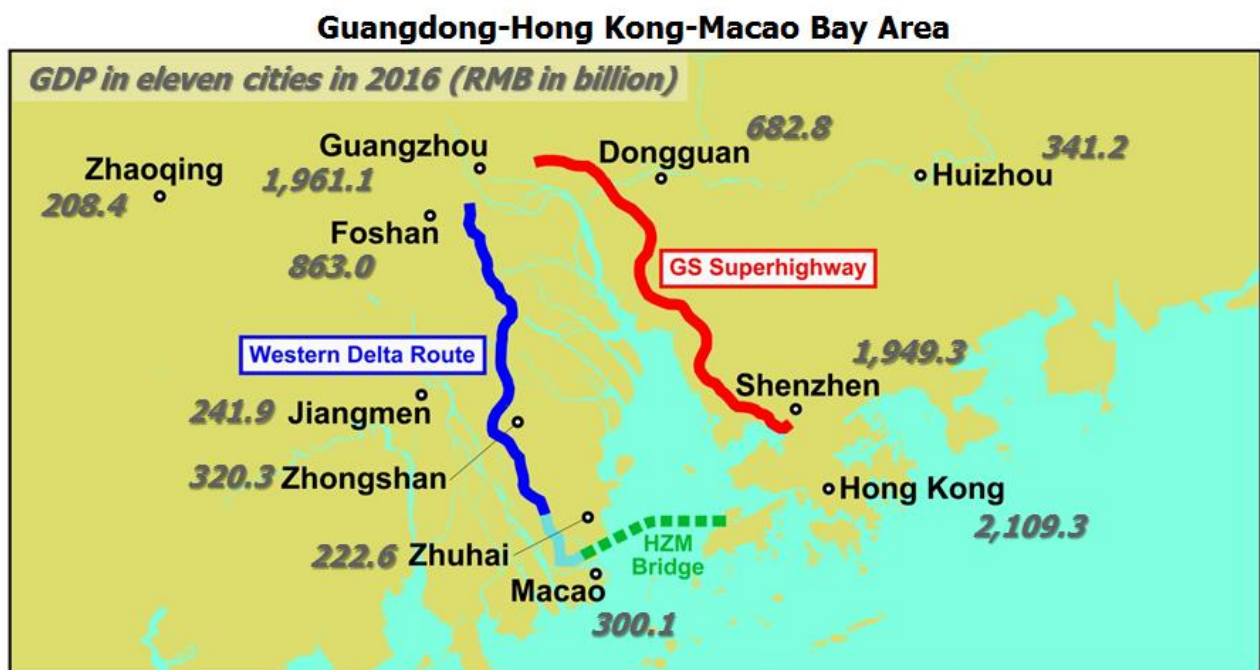 Guangdong-Hong Kong-Macao Bay Area
GDP in eleven cities in 2016 (RMB in billion)
682.8
Guangzhou
Dongguan
341.2
Zhaoqing
1,961.1
Huizhou
208.4
Foshan
863.0
GS Superhighway
Western Delta Route
1,949.3
Shenzhen
241.9 Jiangmen
320.3 Zhongshan
Hong Kong
2,109.3
222.6 Zhuhai
HZM
Bridge
Macao
300.1